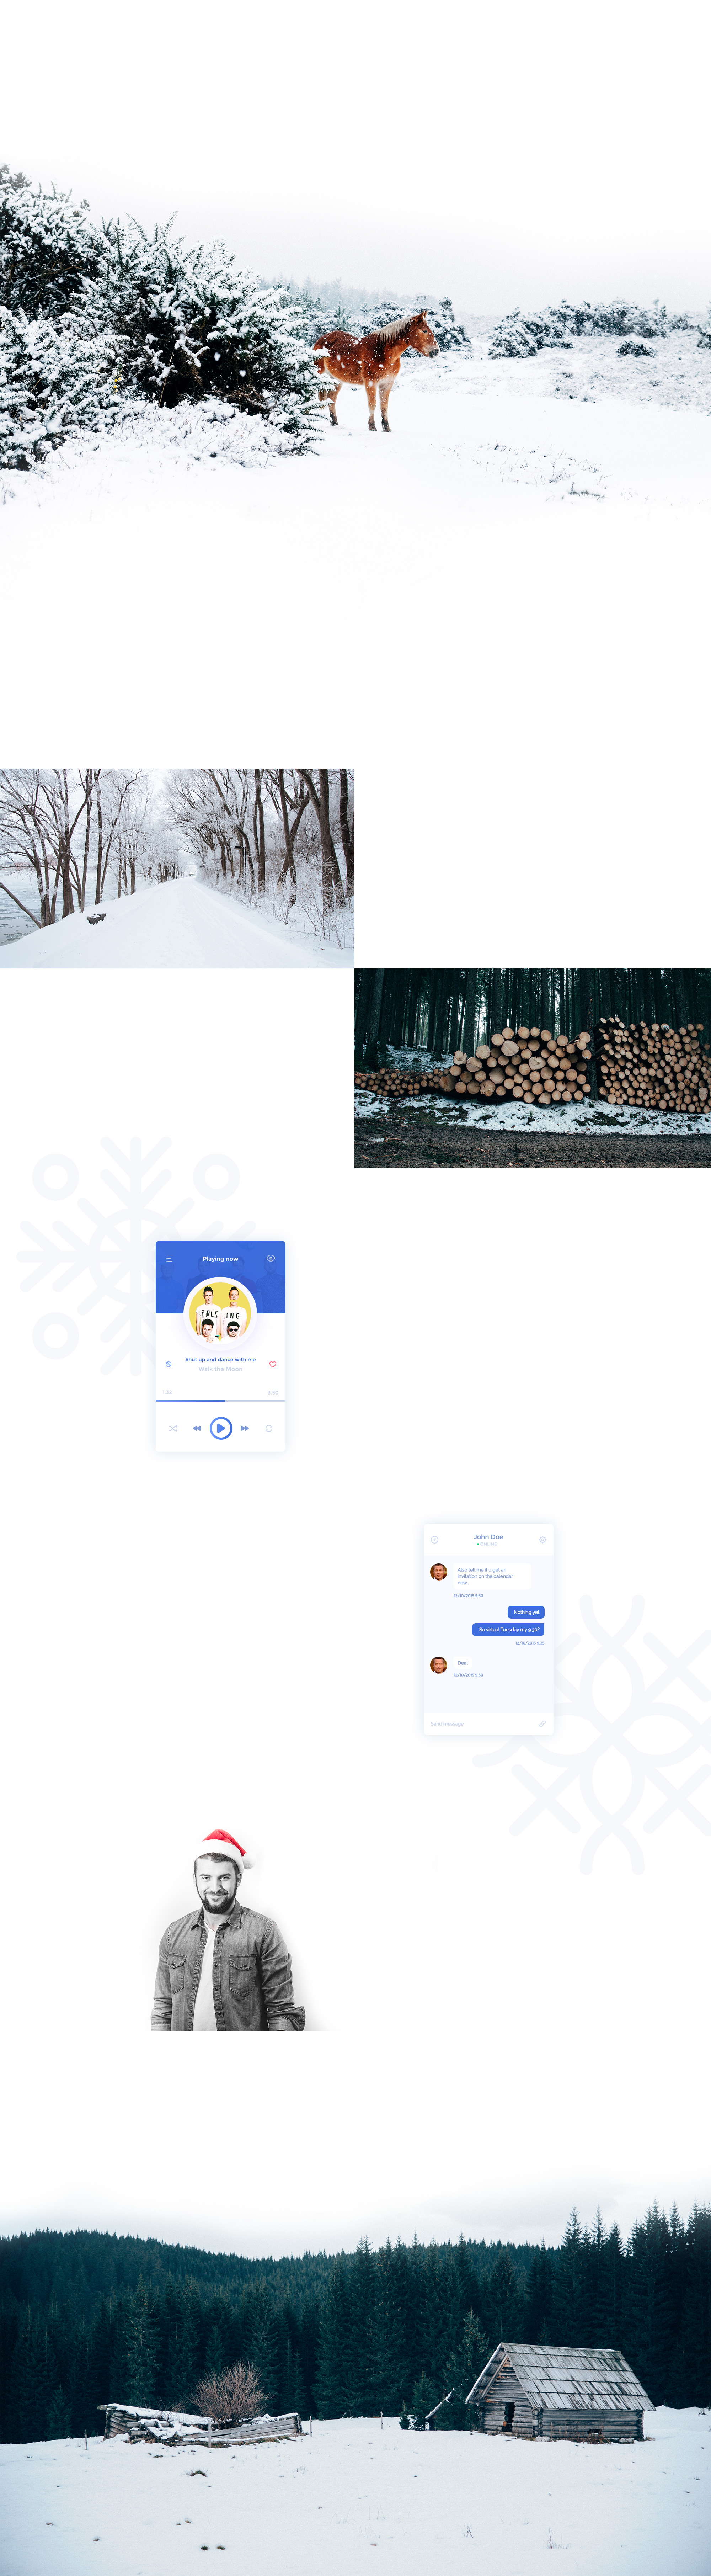 Playing now
TALK ING
Shut up and dance with me
Walk the Moon
1.30
3.50
John Doe
Also tell me if u get an
invitation on the calendar
now.
Nothing yet
So virtual Tuesday my 9.30?
Deal
Send message